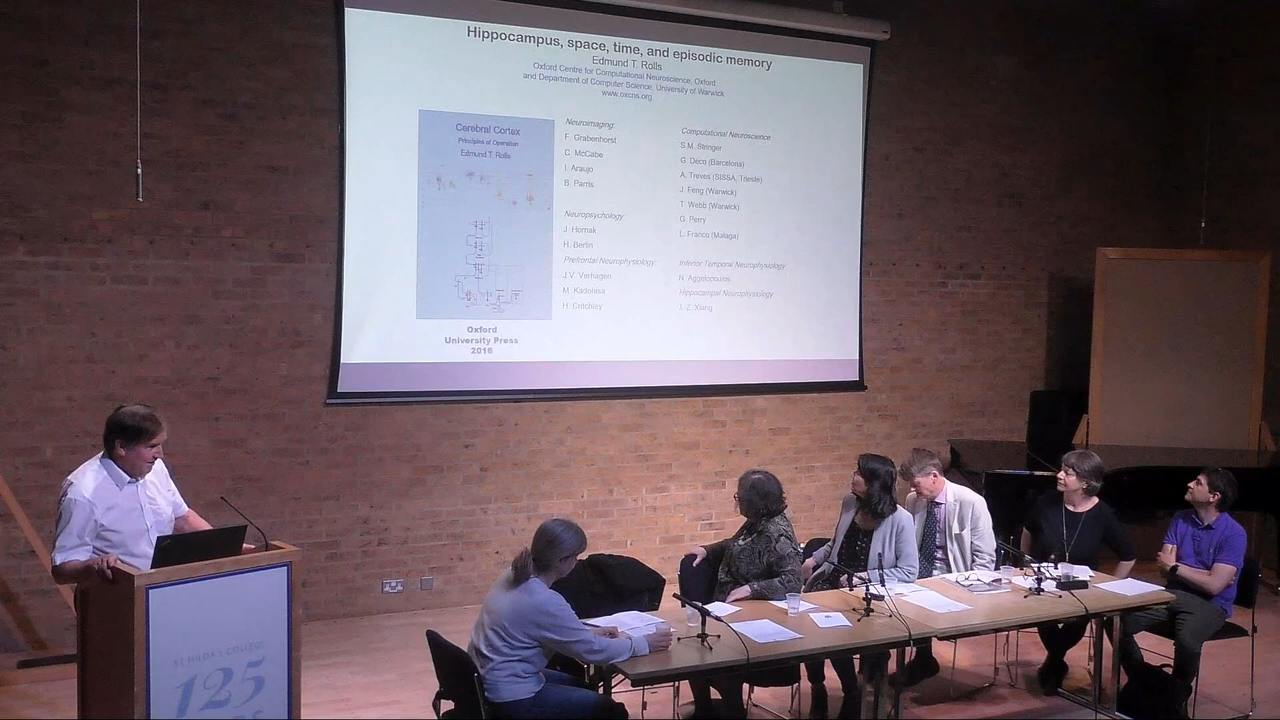 Hippocampus, space, time, and episodic memory
Edmund T. Rolls
Oxford Centre for Computational Neuroscience, Oxford
and Department of Computer Science, University of Warwick
www.oxcns.org
Cerebral Cortex
Principles of Operation
Edmund T. Rolls
Oxford
University Press
2016
Neuroimaging:
F. Grabenhorst
C. McCabe
I. Araujo
B. Parris
Neuropsychology:
J. Hornak
H. Berlin
Prefrontal Neurophysiology:
J.V. Verhagen
M. Kadohisa
H. Critchley
Computational Neuroscience
S.M. Stringer
G. Deco (Barcelona)
A. Treves (SISSA, Trieste)
J. Feng (Warwick)
T. Webb (Warwick)
G. Perry
L. Franco (Malaga)
Inferior Temporal Neurophysiology
N. Aggelopoulos
Hippocampal Neurophysiology
J. Z. Xiang
ST HILDA'S COLLEGE
125